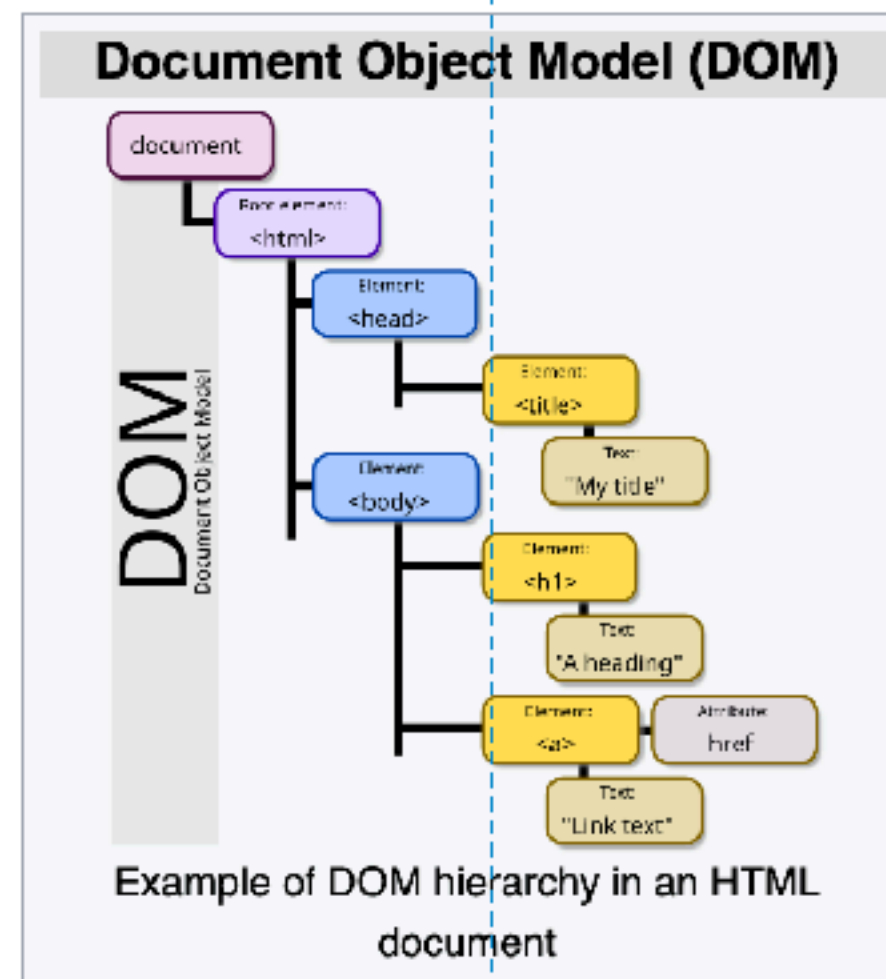 Document Object Model (DOM)
document
Root element:
<html>
Element:
<head>
Element:
<title>
Text:
"My title"
DOM
Document Object Model
Element:
<body>
Element:
<h1>
Text:
"A heading"
Element:
<a>
Attribute:
href
Text:
"Link text"
Example of DOM hierarchy in an HTML
document